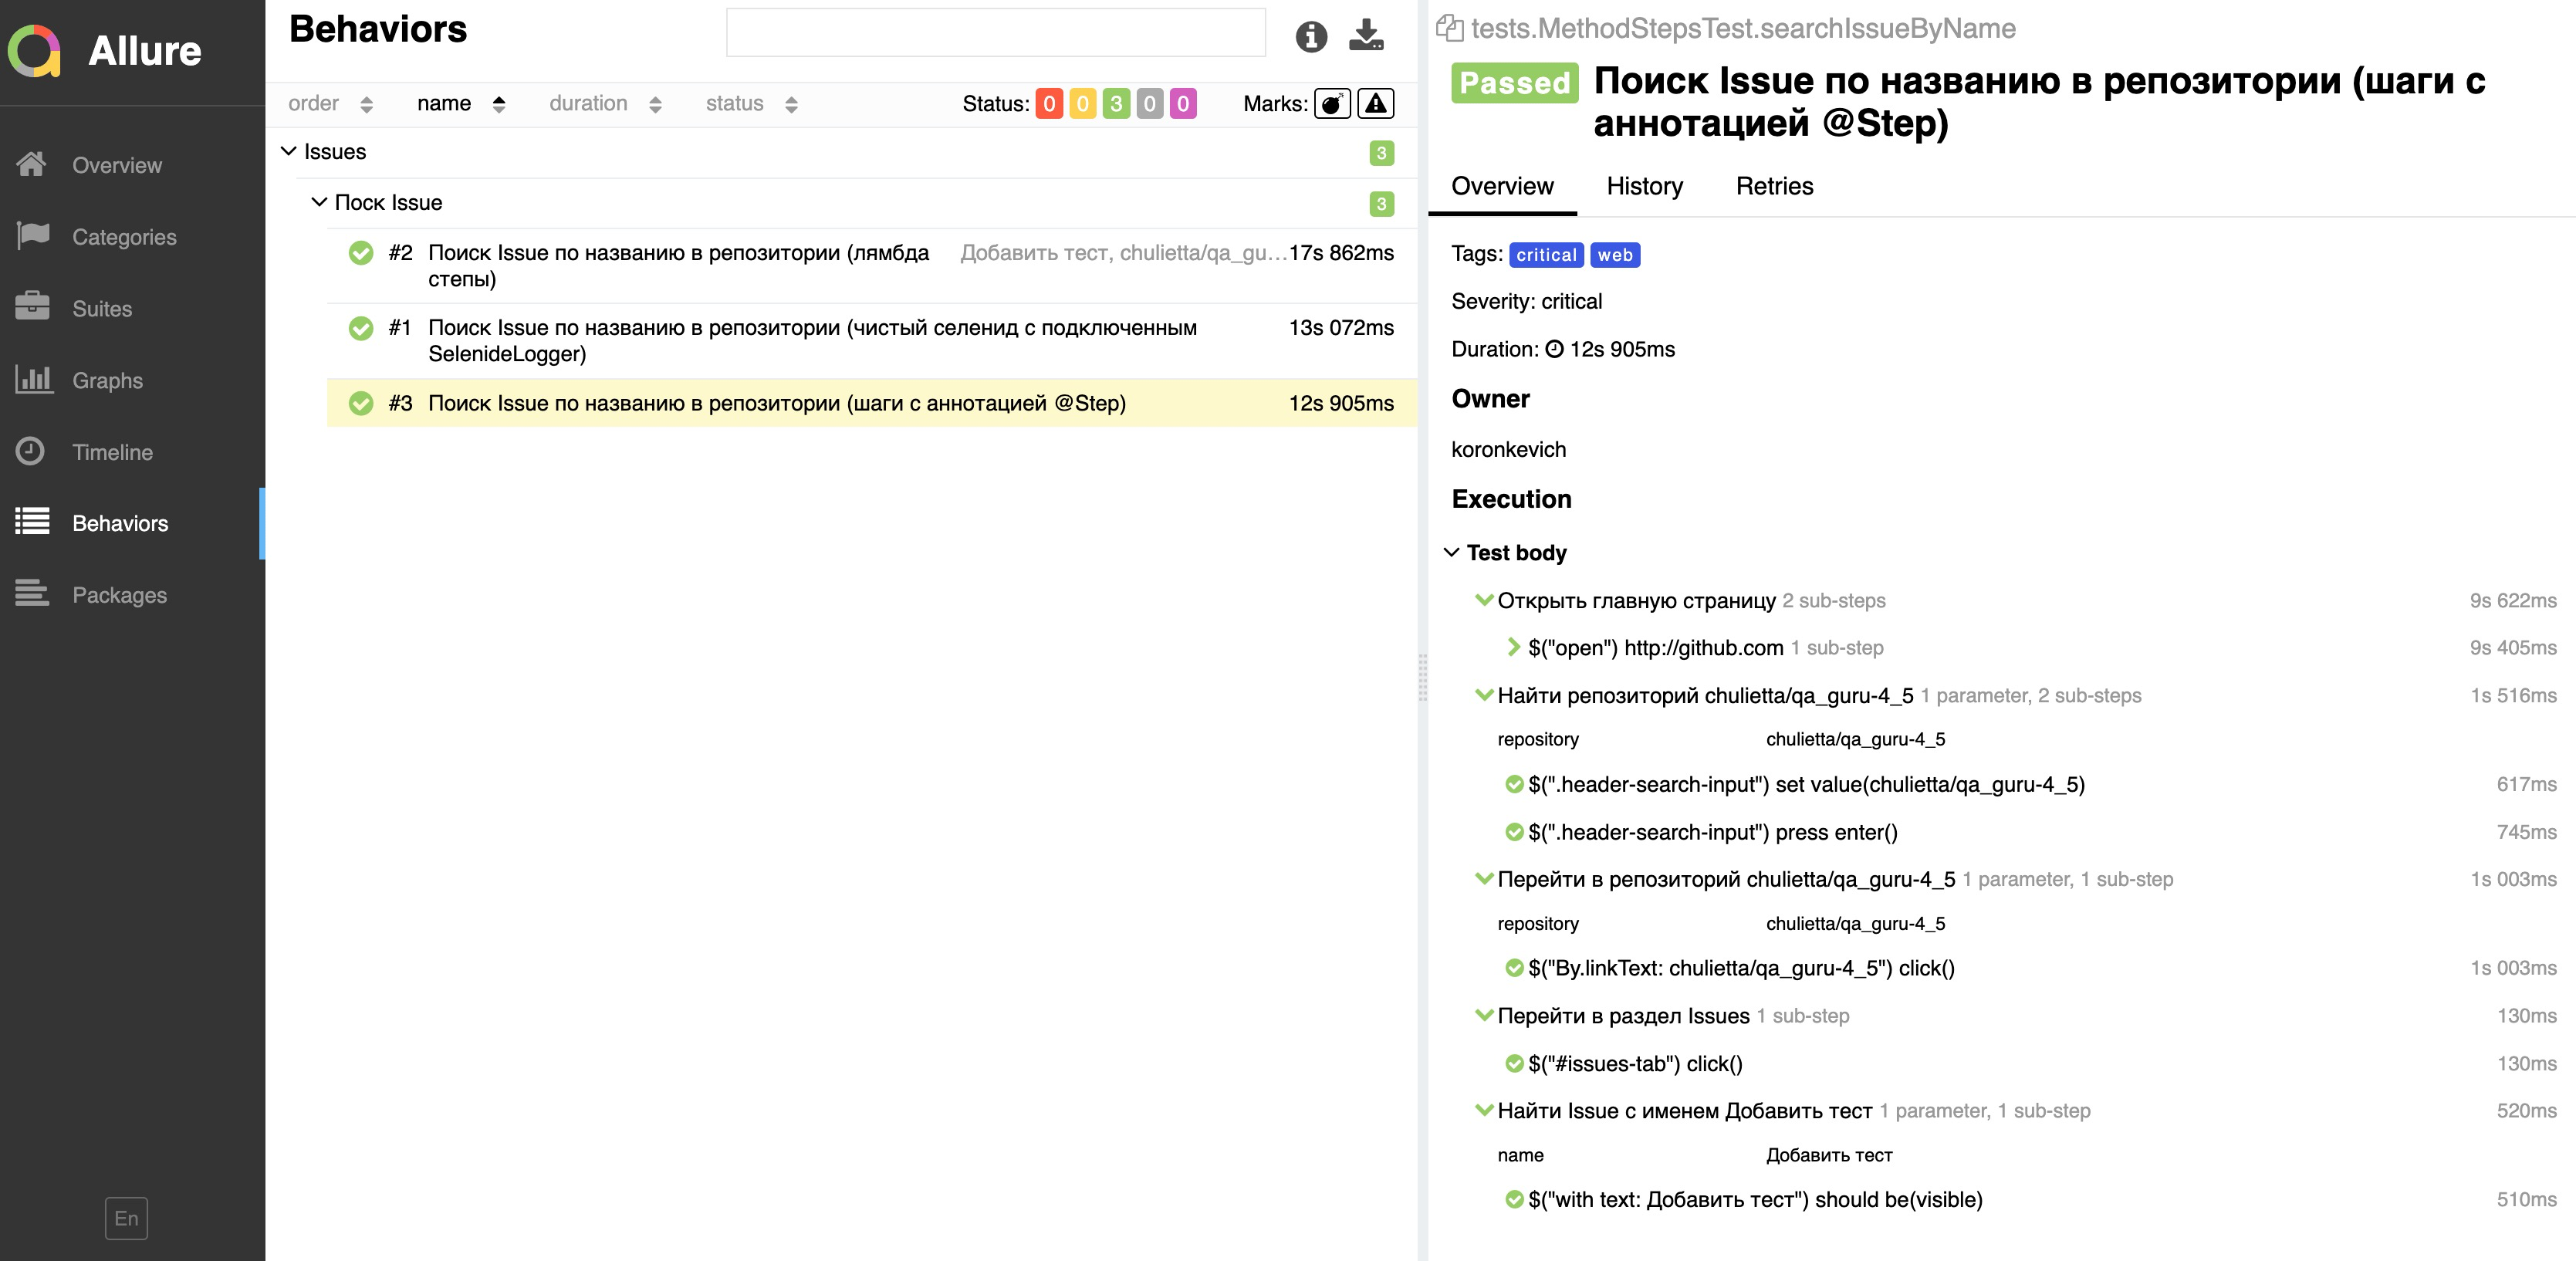 Allure
Overview
Categories
Suites
Graphs
Timeline
Behaviors
Packages
En
Behaviors
order name duration status Status: 0 0 3 0 0 Marks:
Issues 3
Поск Issue 3
#2 Поиск Issue по названию в репозитории (лямбда Добавить тест, chulietta/qa_gu... 17s 862ms
степы)
#1 Поиск Issue по названию в репозитории (чистый селенид с подключенным 13s 072ms
SelenideLogger)
#3 Поиск Issue по названию в репозитории (шаги с аннотацией @Step) 12s 905ms
tests.MethodStepsTest.searchIssueByName
Passed Поиск Issue по названию в репозитории (шаги с
аннотацией @Step)
Overview History Retries
Tags: critical web
Severity: critical
Duration: 12s 905ms
Owner
koronkevich
Execution
Test body
Открыть главную страницу 2 sub-steps 9s 622ms
$("open") http://github.com 1 sub-step 9s 405ms
Найти репозиторий chulietta/qa_guru-4_5 1 parameter, 2 sub-steps 1s 516ms
repository chulietta/qa_guru-4_5
$(".header-search-input") set value(chulietta/qa_guru-4_5) 617ms
$(".header-search-input") press enter() 745ms
Перейти в репозиторий chulietta/qa_guru-4_5 1 parameter, 1 sub-step 1s 003ms
repository chulietta/qa_guru-4_5
$("By.linkText: chulietta/qa_guru-4_5") click() 1s 003ms
Перейти в раздел Issues 1 sub-step 130ms
$("#issues-tab") click() 130ms
Найти Issue с именем Добавить тест 1 parameter, 1 sub-step 520ms
name Добавить тест
$("with text: Добавить тест") should be(visible) 510ms